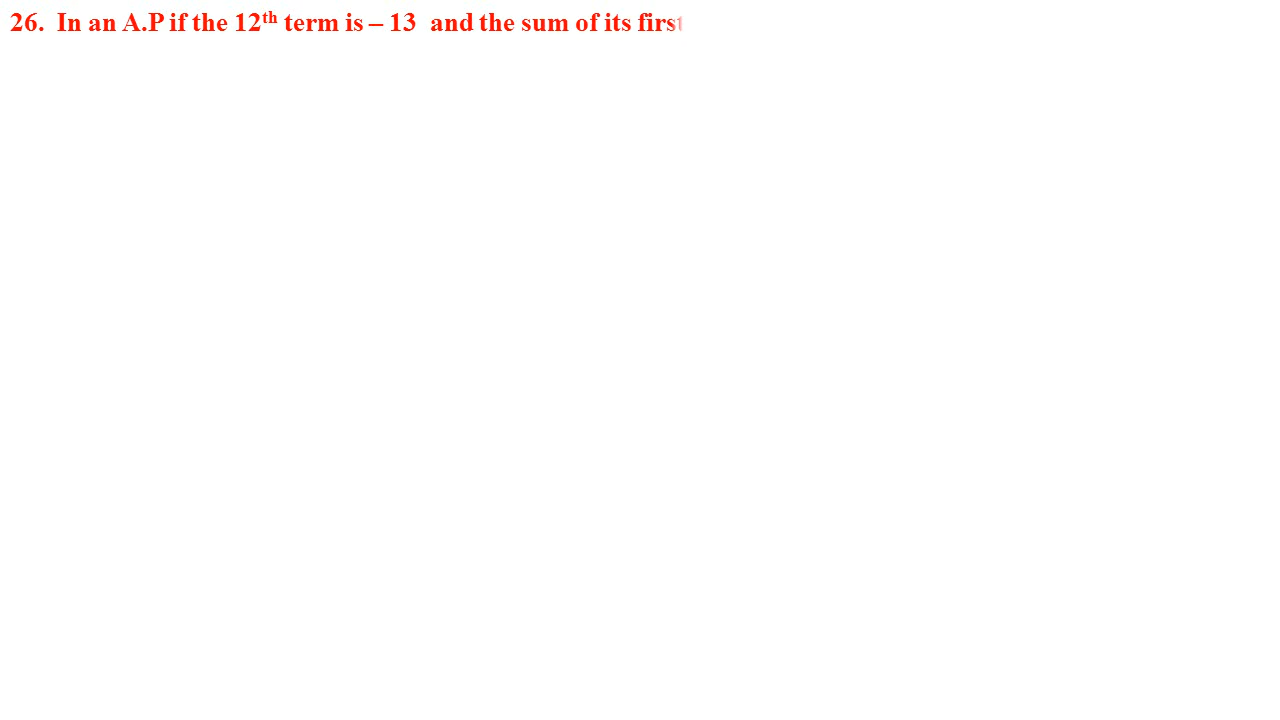 26. In an A.P if the 12th term is – 13 and the sum of its first